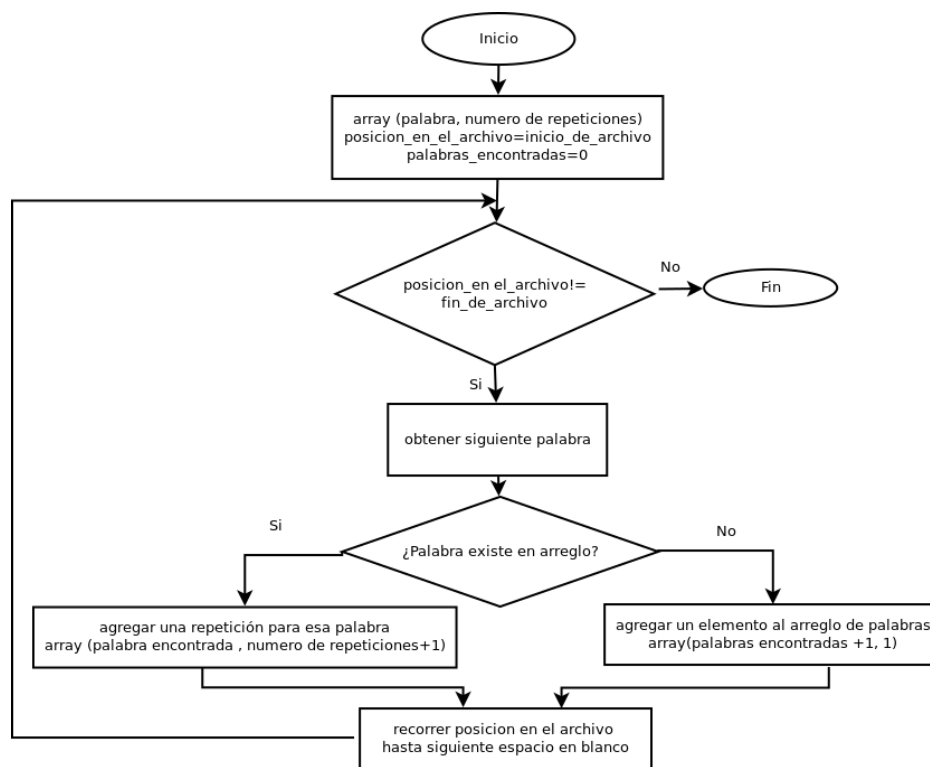 Inicio
array (palabra, numero de repeticiones)
posicion_en_el_archivo=inicio_de_archivo
palabras_encontradas=0
posicion_en el_archivo!=
fin_de_archivo
No
Fin
Si
obtener siguiente palabra
¿Palabra existe en arreglo?
Si
No
agregar una repetición para esa palabra
array (palabra encontrada , numero de repeticiones+1)
agregar un elemento al arreglo de palabras
array(palabras encontradas +1, 1)
recorrer posicion en el archivo
hasta siguiente espacio en blanco